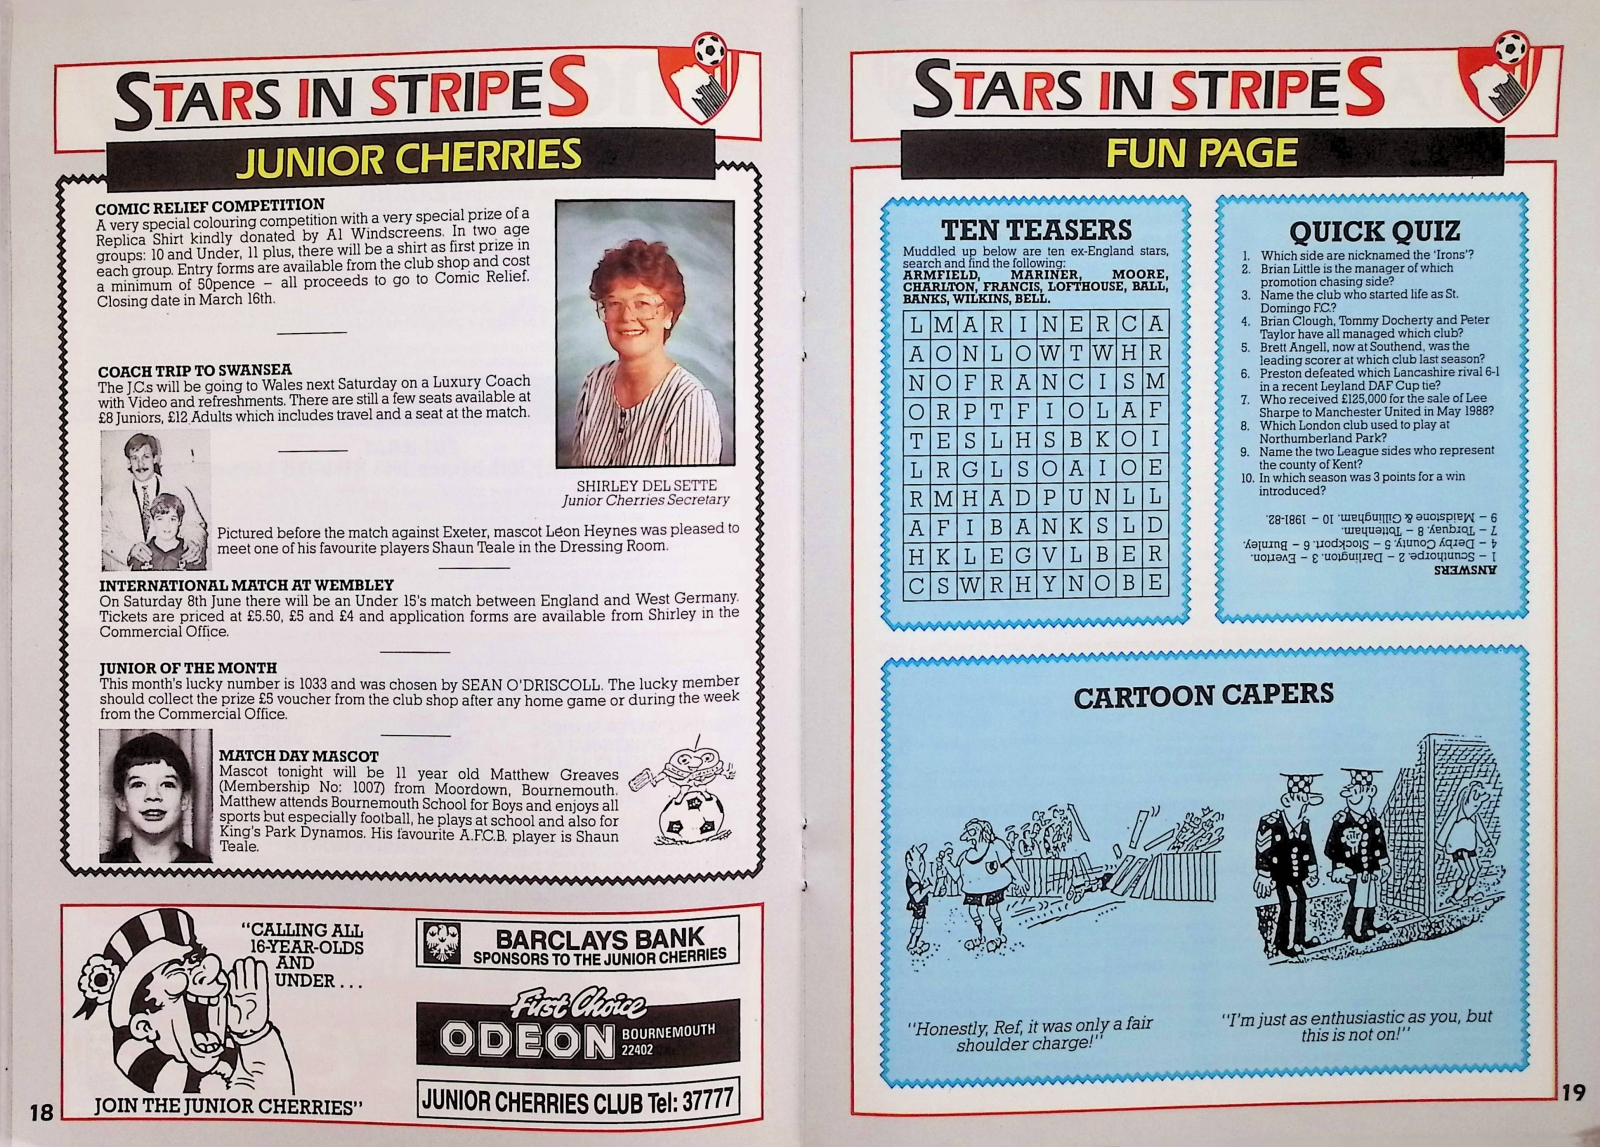 STARS IN STRIPES
JUNIOR CHERRIES
COMIC RELIEF COMPETITION
A very special colouring competition with a very special prize of a
Replica Shirt kindly donated by A1 Windscreens. In two age
groups: 10 and Under, 11 plus, there will be a shirt as first prize in
each group. Entry forms are available from the club shop and cost
a minimum of 50pence – all proceeds to go to Comic Relief.
Closing date in March 16th.
COACH TRIP TO SWANSEA
The J.C.s will be going to Wales next Saturday on a Luxury Coach
with Video and refreshments. There are still a few seats available at
£8 Juniors, £12 Adults which includes travel and a seat at the match.
SHIRLEY DEL SETTE
Junior Cherries Secretary
Pictured before the match against Exeter, mascot Léon Heynes was pleased to
meet one of his favourite players Shaun Teale in the Dressing Room.
INTERNATIONAL MATCH AT WEMBLEY
On Saturday 8th June there will be an Under 15's match between England and West Germany.
Tickets are priced at £5.50, £5 and £4 and application forms are available from Shirley in the
Commercial Office.
JUNIOR OF THE MONTH
This month's lucky number is 1033 and was chosen by SEAN O'DRISCOLL. The lucky member
should collect the prize £5 voucher from the club shop after any home game or during the week
from the Commercial Office.
MATCH DAY MASCOT
Mascot tonight will be 11 year old Matthew Greaves
(Membership No: 1007) from Moordown, Bournemouth.
Matthew attends Bournemouth School for Boys and enjoys all
sports but especially football, he plays at school and also for
King's Park Dynamos. His favourite A.F.C.B. player is Shaun
Teale.
"CALLING ALL
16-YEAR-OLDS
AND
UNDER...
JOIN THE JUNIOR CHERRIES"
BARCLAYS BANK
SPONSORS TO THE JUNIOR CHERRIES
First Choice
ODEON BOURNEMOUTH
22402
JUNIOR CHERRIES CLUB Tel: 37777
18
STARS IN STRIPES
FUN PAGE
TEN TEASERS
Muddled up below are ten ex-England stars,
search and find the following:
ARMFIELD, MARINER, MOORE,
CHARLTON, FRANCIS, LOFTHOUSE, BALL,
BANKS, WILKINS, BELL.
L M A R I N E R C A
A O N L O W T W H R
N O F R A N C I S M
O R P T F I O L A F
T E S L H S B K O I
L R G L S O A I O E
R M H A D P U N L L
A F I B A N K S L D
H K L E G V L B E R
C S W R H Y N O B E
QUICK QUIZ
1. Which side are nicknamed the 'Irons'?
2. Brian Little is the manager of which
promotion chasing side?
3. Name the club who started life as St.
Domingo F.C.?
4. Brian Clough, Tommy Docherty and Peter
Taylor have all managed which club?
5. Brett Angell, now at Southend, was the
leading scorer at which club last season?
6. Preston defeated which Lancashire rival 6-1
in a recent Leyland DAF Cup tie?
7. Who received £125,000 for the sale of Lee
Sharpe to Manchester United in May 1988?
8. Which London club used to play at
Northumberland Park?
9. Name the two League sides who represent
the county of Kent?
10. In which season was 3 points for a win
introduced?
ANSWERS
1 – Scunthorpe. 2 – Darlington. 3 – Everton.
4 – Derby County. 5 – Stockport. 6 – Burnley.
7 – Torquay. 8 – Tottenham.
9 – Maidstone & Gillingham. 10 – 1981-82.
CARTOON CAPERS
"Honestly, Ref, it was only a fair
shoulder charge!"
"I'm just as enthusiastic as you, but
this is not on!"
19